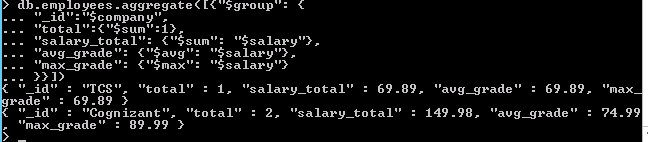 > db.employees.aggregate([{"$group": {
... "_id":"$company",
... "total":{"$sum":1},
... "salary_total": {"$sum": "$salary"},
... "avg_grade": {"$avg": "$salary"},
... "max_grade": {"$max": "$salary"}
... }}])
{ "_id" : "TCS", "total" : 1, "salary_total" : 69.89, "avg_grade" : 69.89, "max_
grade" : 69.89 }
{ "_id" : "Cognizant", "total" : 2, "salary_total" : 149.98, "avg_grade" : 74.99
, "max_grade" : 89.99 }
> _